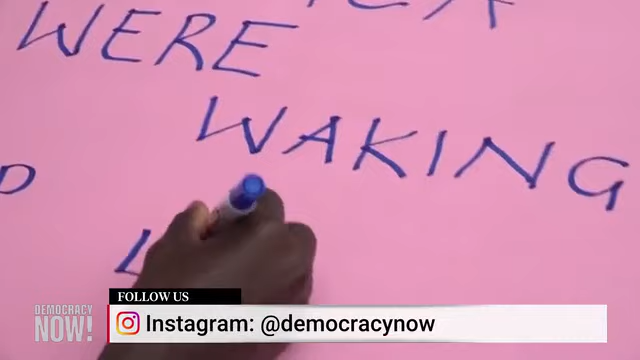 WERE
WAKING
D
L
FOLLOW US
DEMOCRACY
NOW!
Instagram: @democracynow